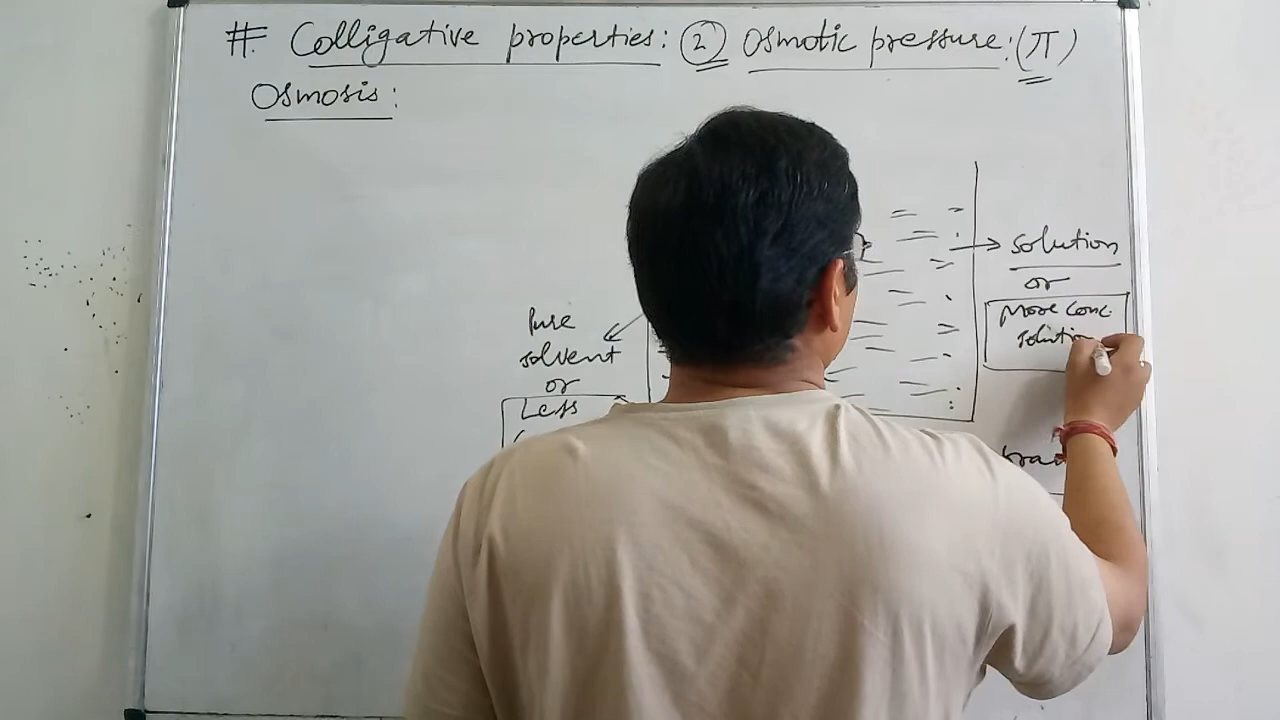 # Colligative properties: ② Osmotic pressure: (π)
Osmosis:
→ solution
or
more conc.
solution
Pure
solvent
or
Less